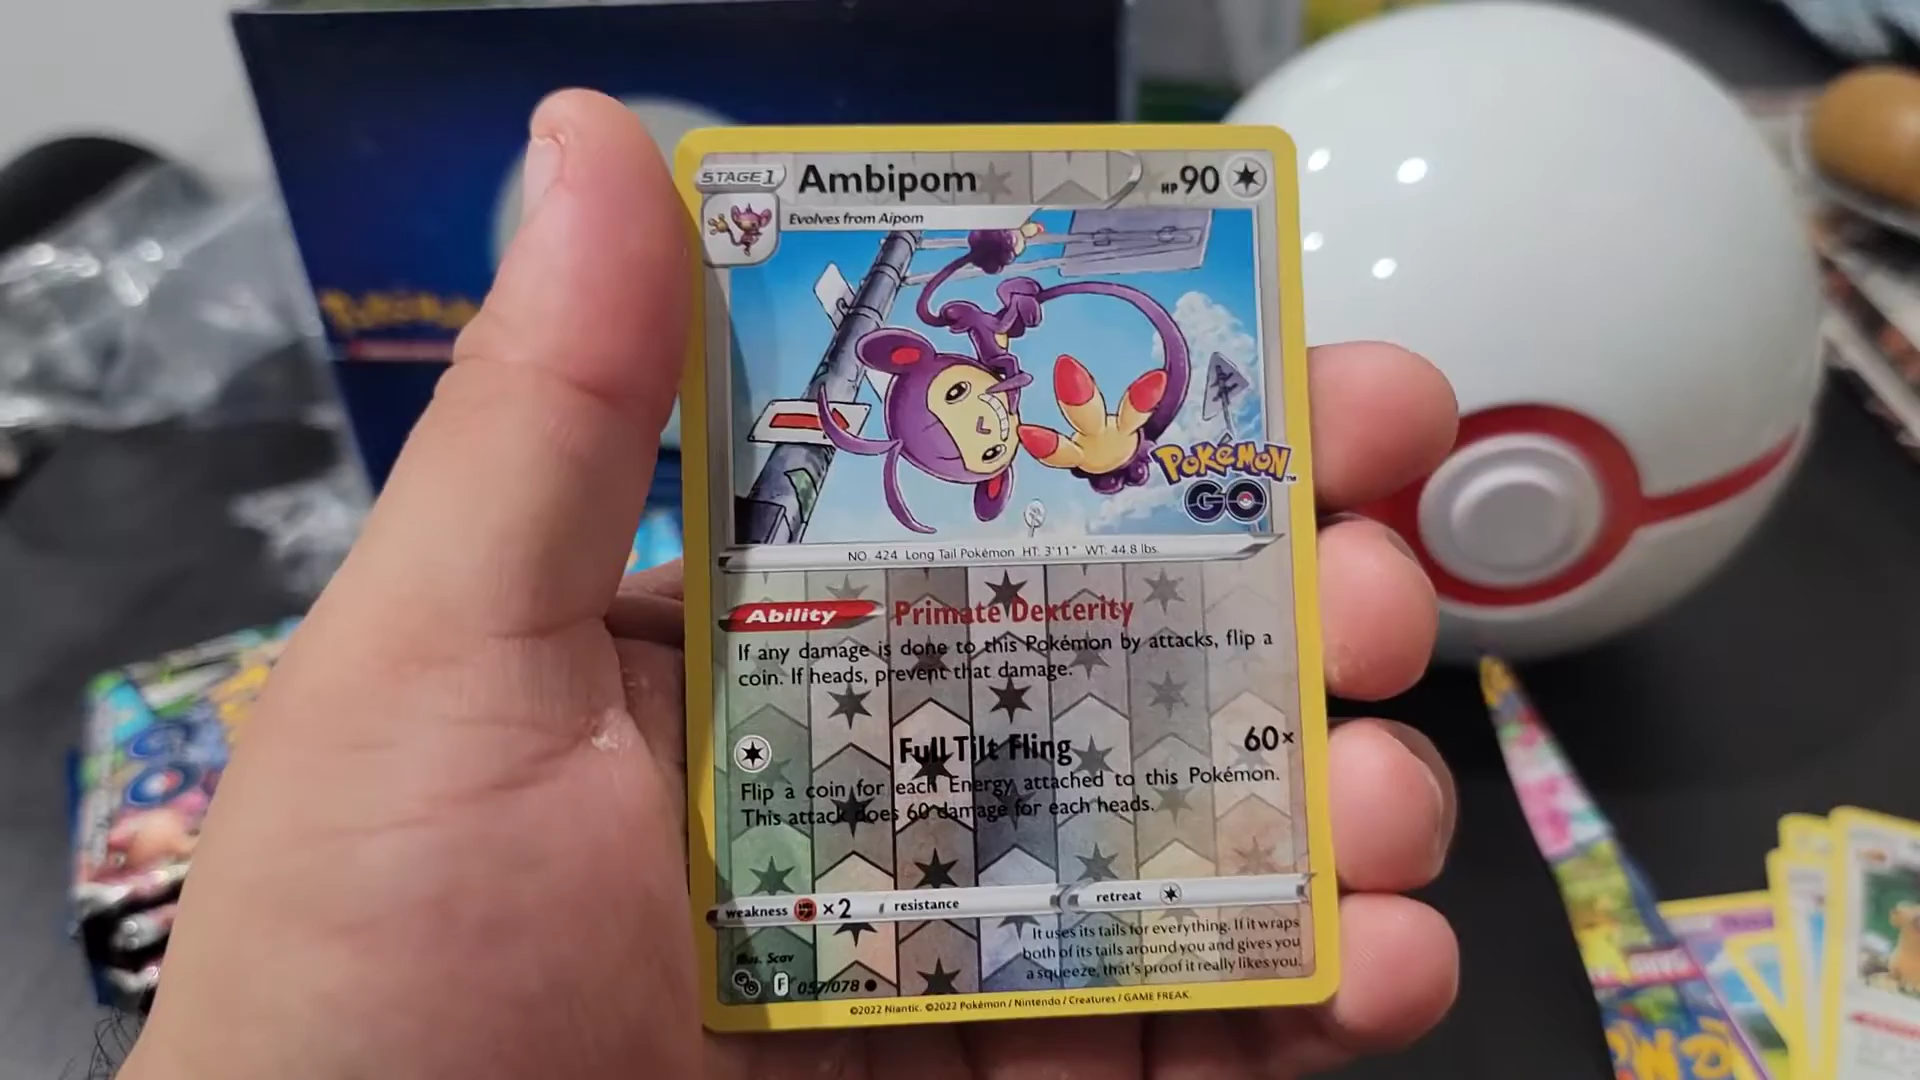 STAGE 1 Ambipom HP 90
Evolves from Aipom
POKÉMON™
GO
NO. 424 Long Tail Pokémon HT: 3'11" WT: 44.8 lbs.
Ability Primate Dexterity
If any damage is done to this Pokémon by attacks, flip a
coin. If heads, prevent that damage.
Full Tilt Fling 60×
Flip a coin for each Energy attached to this Pokémon.
This attack does 60 damage for each heads.
weakness ×2 resistance retreat
It uses its tails for everything. If it wraps
both of its tails around you and gives you
a squeeze, that's proof it really likes you.
Illus. Scav
F 057/078
©2022 Niantic. ©2022 Pokémon / Nintendo / Creatures / GAME FREAK.
Pokémon
GO